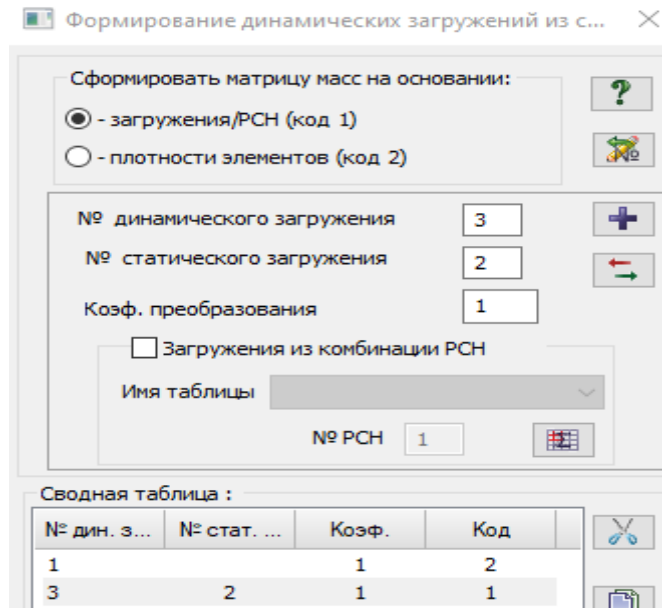 Формирование динамических загружений из с...
Сформировать матрицу масс на основании:
- загружения/РСН (код 1)
- плотности элементов (код 2)
№ динамического загружения 3
№ статического загружения 2
Коэф. преобразования 1
Загружения из комбинации РСН
Имя таблицы
№ РСН 1
Сводная таблица :
№ дин. з... № стат. ... Коэф. Код
1 1 2
3 2 1 1